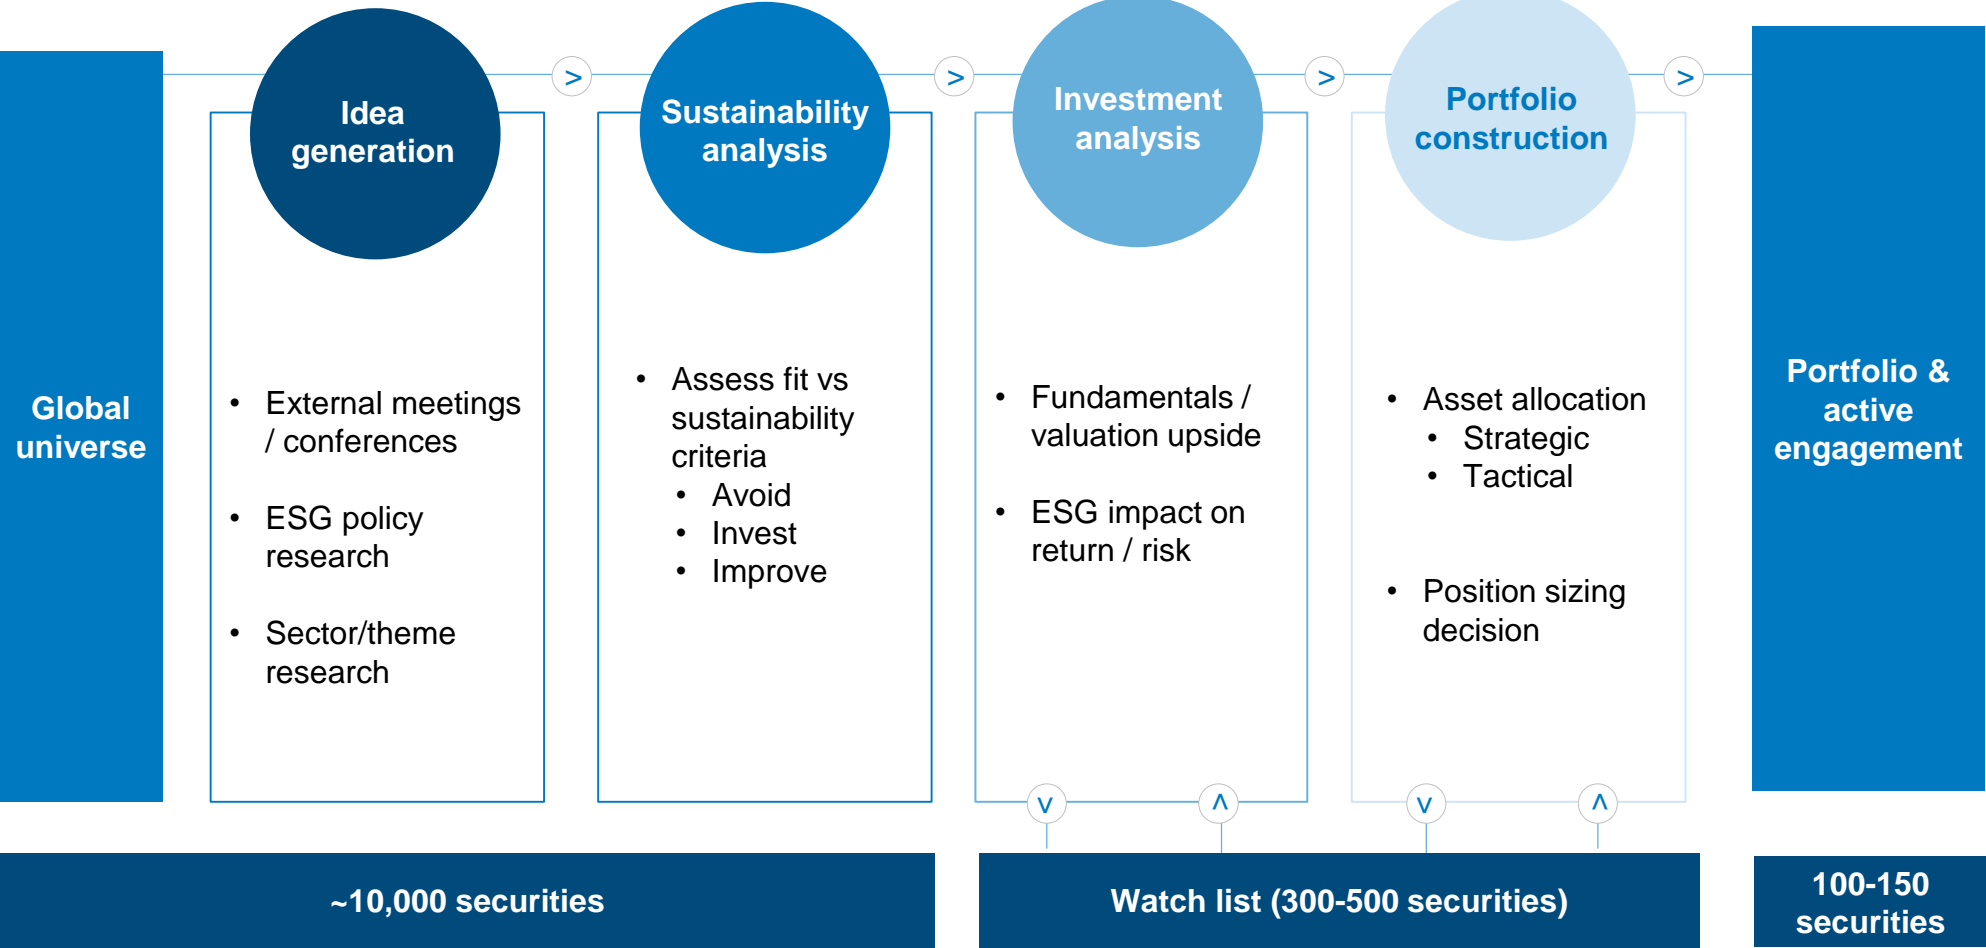 Global
universe
>
Idea
generation
• External meetings
/ conferences
• ESG policy
research
• Sector/theme
research
>
Sustainability
analysis
• Assess fit vs
sustainability
criteria
• Avoid
• Invest
• Improve
>
Investment
analysis
• Fundamentals /
valuation upside
• ESG impact on
return / risk
>
Portfolio
construction
• Asset allocation
• Strategic
• Tactical
• Position sizing
decision
>
Portfolio &
active
engagement
~10,000 securities
Watch list (300-500 securities)
100-150
securities